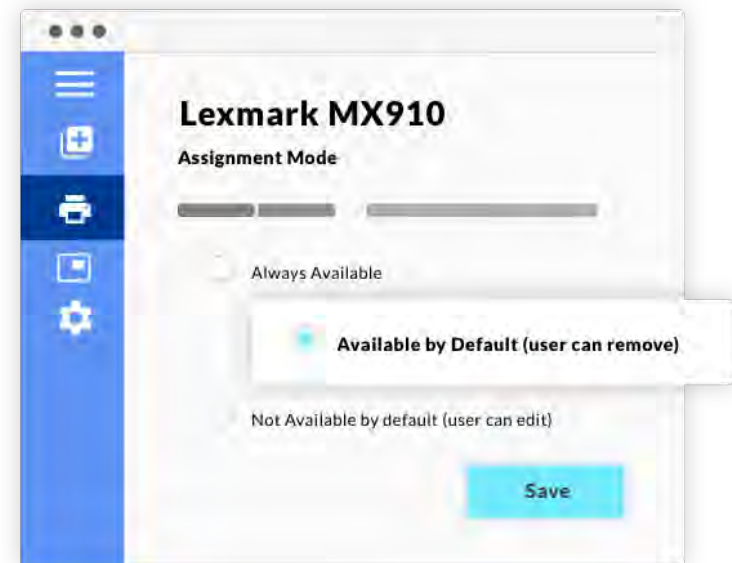 Lexmark MX910
Assignment Mode
Always Available
Available by Default (user can remove)
Not Available by default (user can edit)
Save